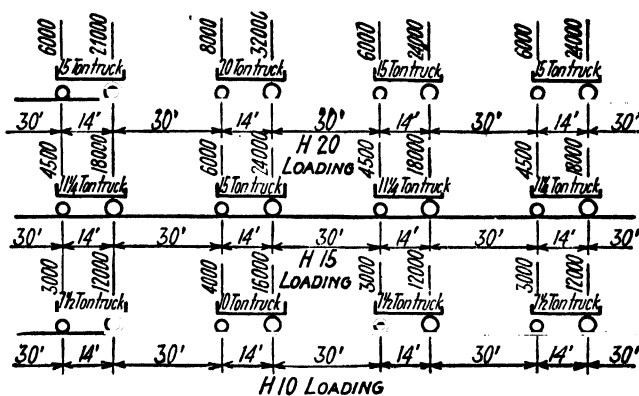 6000 21000 8000 32000 6000 24000 6000 24000
15 Ton truck 20 Ton truck 15 Ton truck 15 Ton truck
30' 14' 30' 14' 30' 14' 30' 14' 30'
H 20
LOADING
4500 18000 6000 24000 4500 18000 4500 18000
11¼ Ton truck 15 Ton truck 11¼ Ton truck 11¼ Ton truck
30' 14' 30' 14' 30' 14' 30' 14' 30'
H 15
LOADING
3000 12000 4000 16000 3000 12000 3000 12000
7½ Ton truck 10 Ton truck 7½ Ton truck 7½ Ton truck
30' 14' 30' 14' 30' 14' 30' 14' 30'
H 10 LOADING